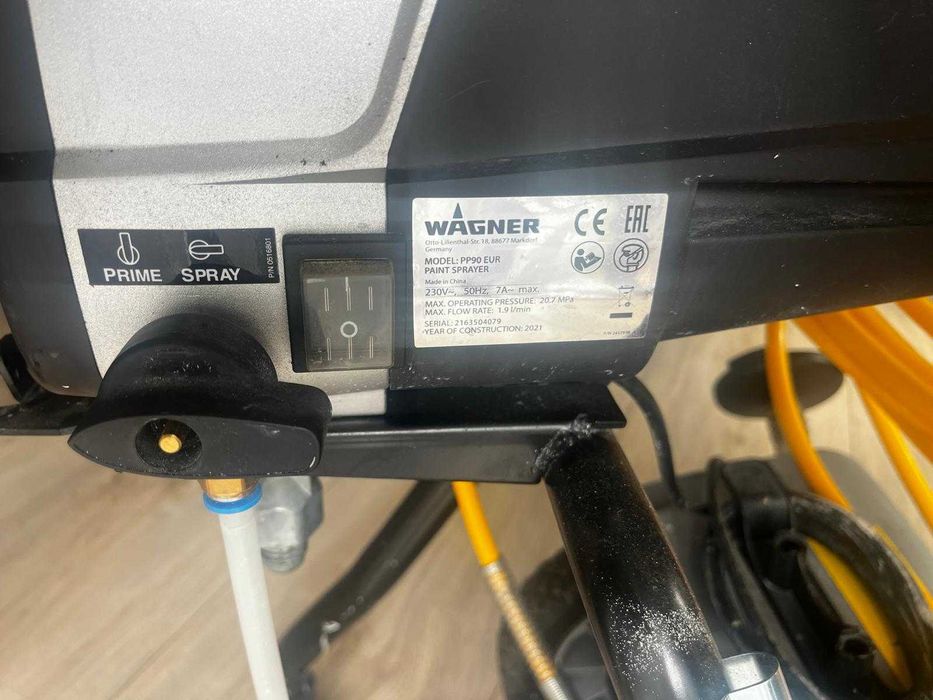 PRIME SPRAY
P/N 0516801
WAGNER
Otto-Lilienthal-Str. 18, 88677 Markdorf
Germany
MODEL: PP90 EUR
PAINT SPRAYER
Made in China
230V~, 50Hz, 7A~ max.
MAX. OPERATING PRESSURE: 20.7 MPa
MAX. FLOW RATE: 1.9 l/min
SERIAL: 2163504079
YEAR OF CONSTRUCTION: 2021
CE EAC